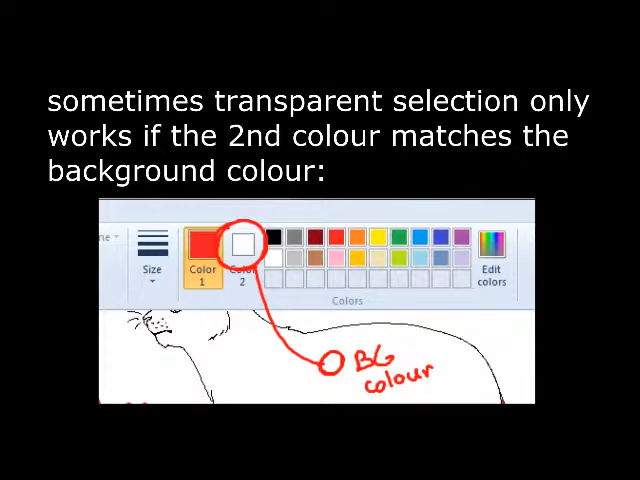 sometimes transparent selection only
works if the 2nd colour matches the
background colour:
Size
Color
1
Color
2
Edit
colors
Colors
BG
colour